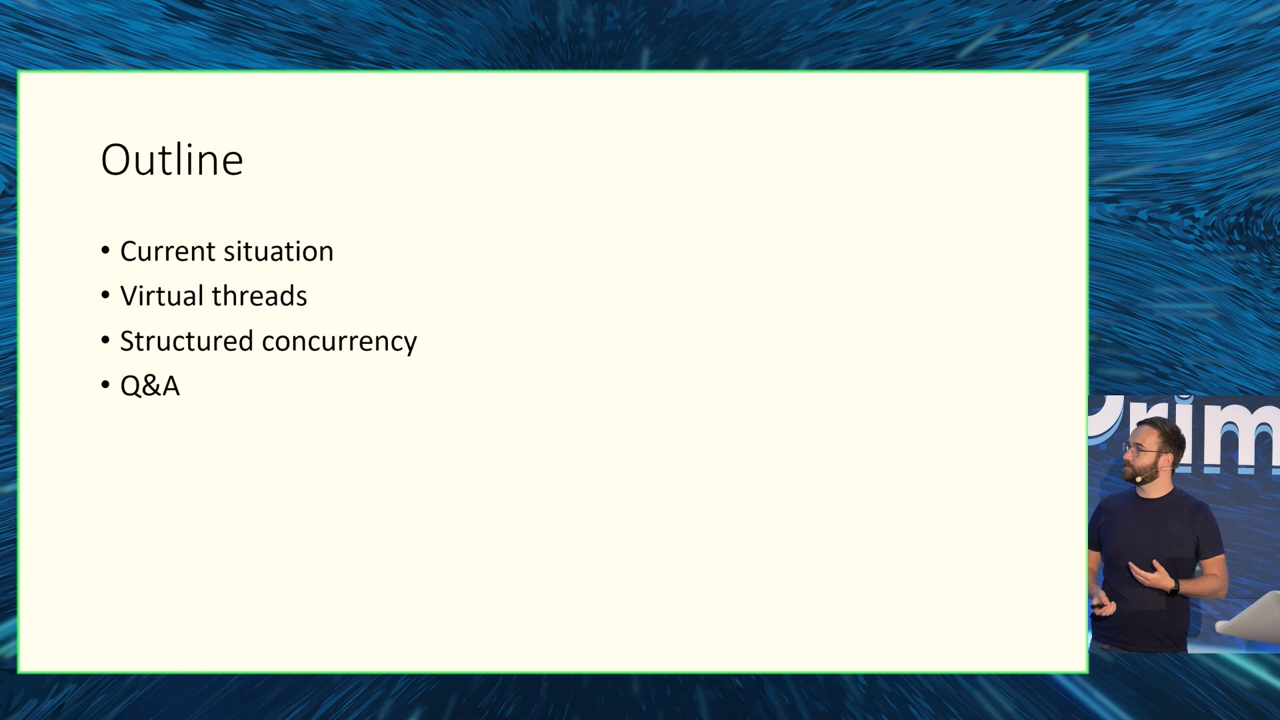 Outline
• Current situation
• Virtual threads
• Structured concurrency
• Q&A